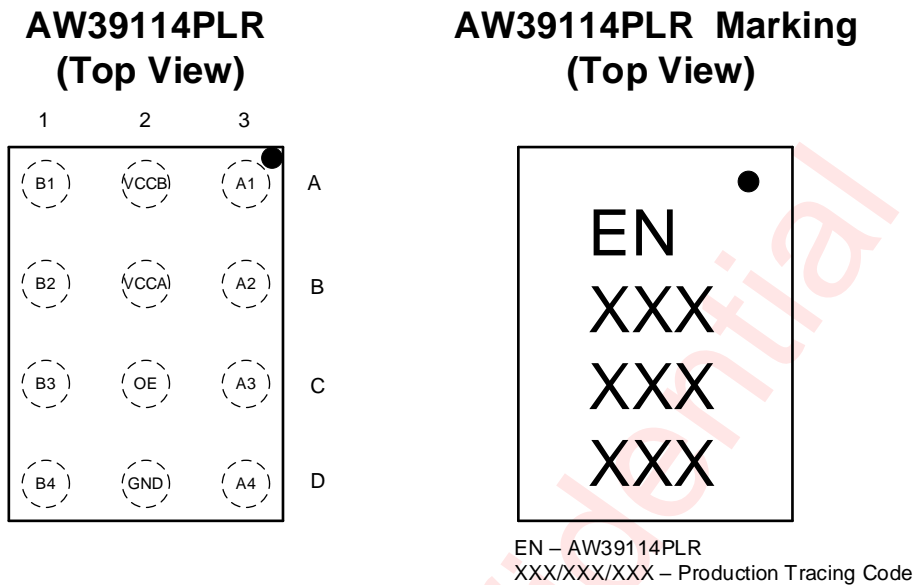 AW39114PLR
(Top View)
AW39114PLR Marking
(Top View)
1 2 3
B1 VCCB A1 A
B2 VCCA A2 B
B3 OE A3 C
B4 GND A4 D
EN
XXX
XXX
XXX
EN – AW39114PLR
XXX/XXX/XXX – Production Tracing Code